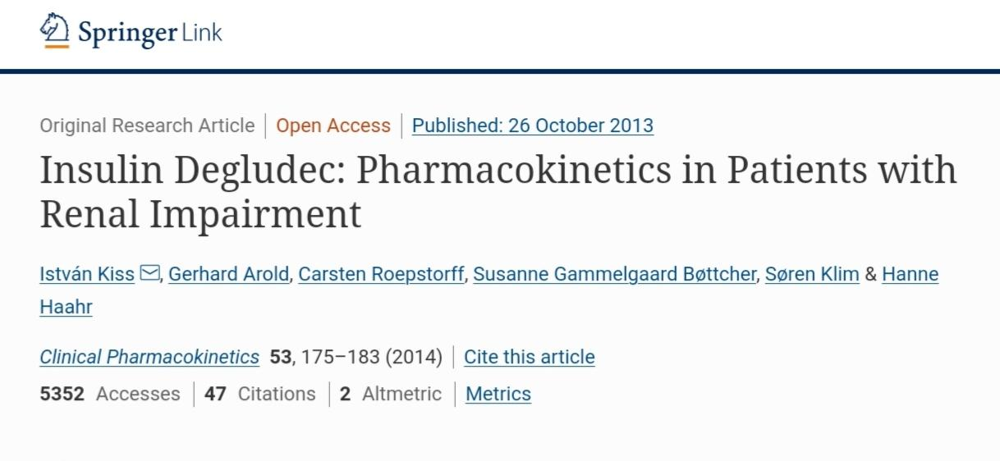 Springer Link
Original Research Article | Open Access | Published: 26 October 2013
Insulin Degludec: Pharmacokinetics in Patients with
Renal Impairment
István Kiss, Gerhard Arold, Carsten Roepstorff, Susanne Gammelgaard Bøttcher, Søren Klim & Hanne
Haahr
Clinical Pharmacokinetics 53, 175–183 (2014) | Cite this article
5352 Accesses | 47 Citations | 2 Altmetric | Metrics